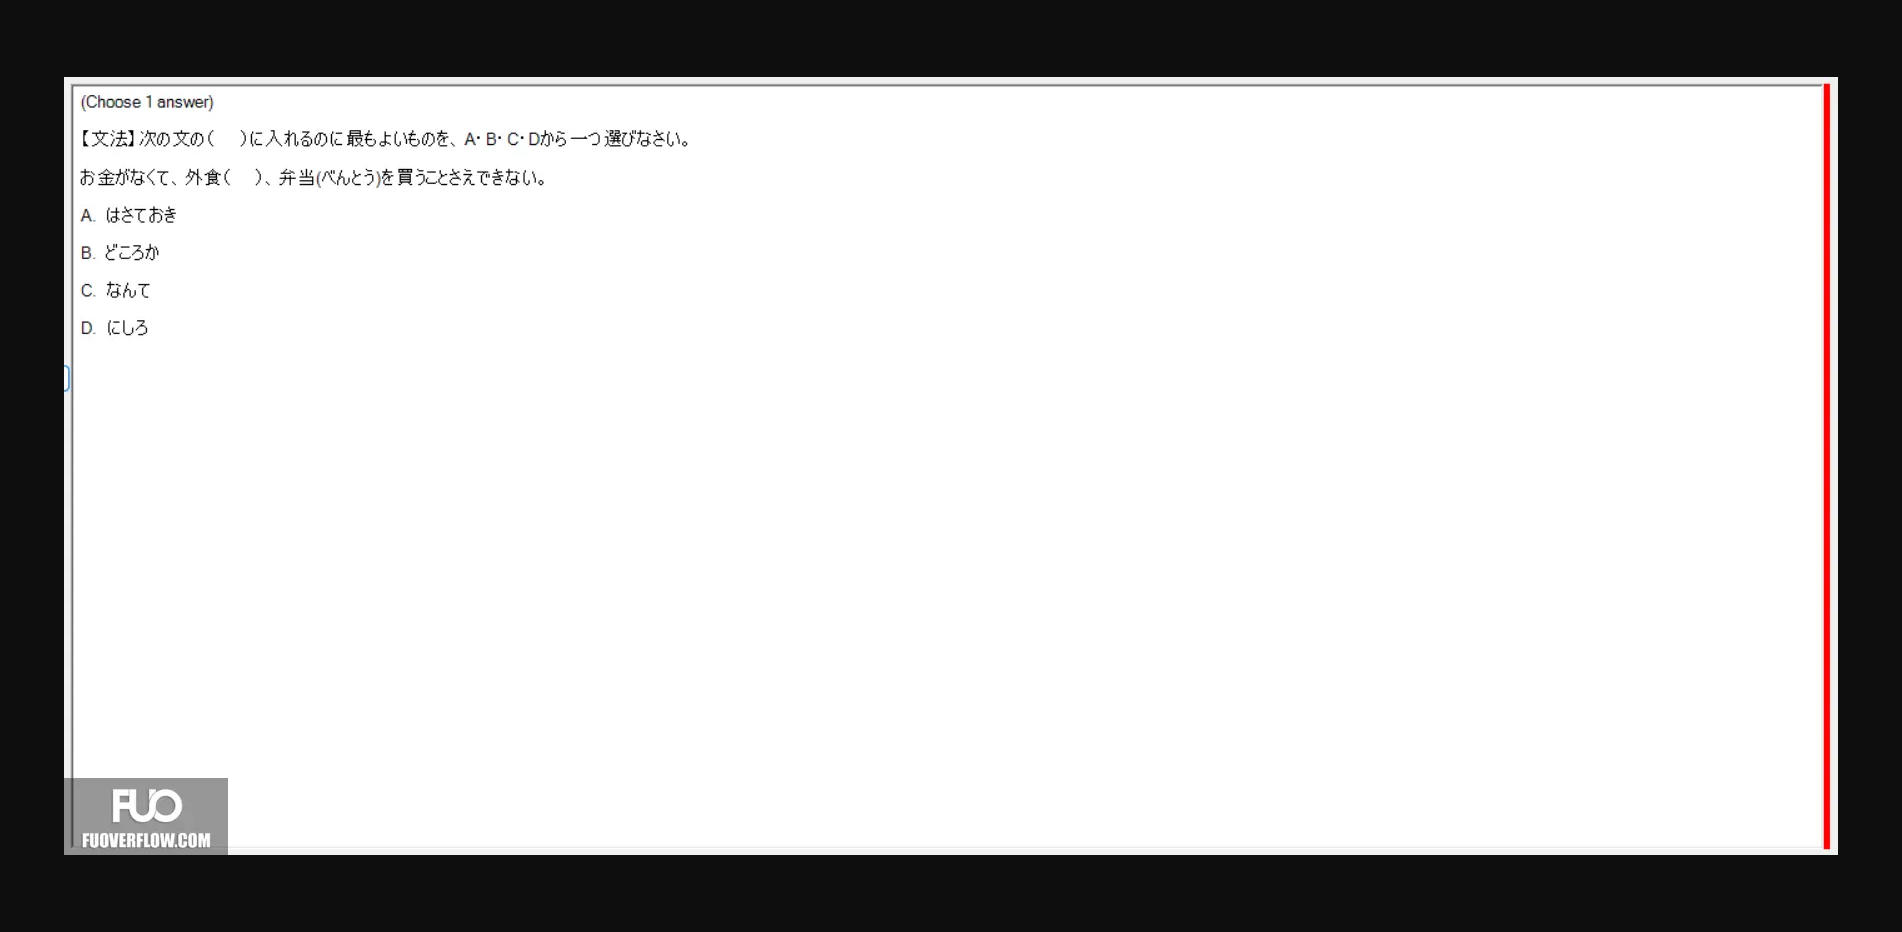 (Choose 1 answer)
【文法】次の文の(　)に入れるのに最もよいものを、A・B・C・Dから一つ選びなさい。
お金がなくて、外食(　)、弁当(べんとう)を買うことさえできない。
A. はさておき
B. どころか
C. なんて
D. にしろ
FUO
FUOVERFLOW.COM